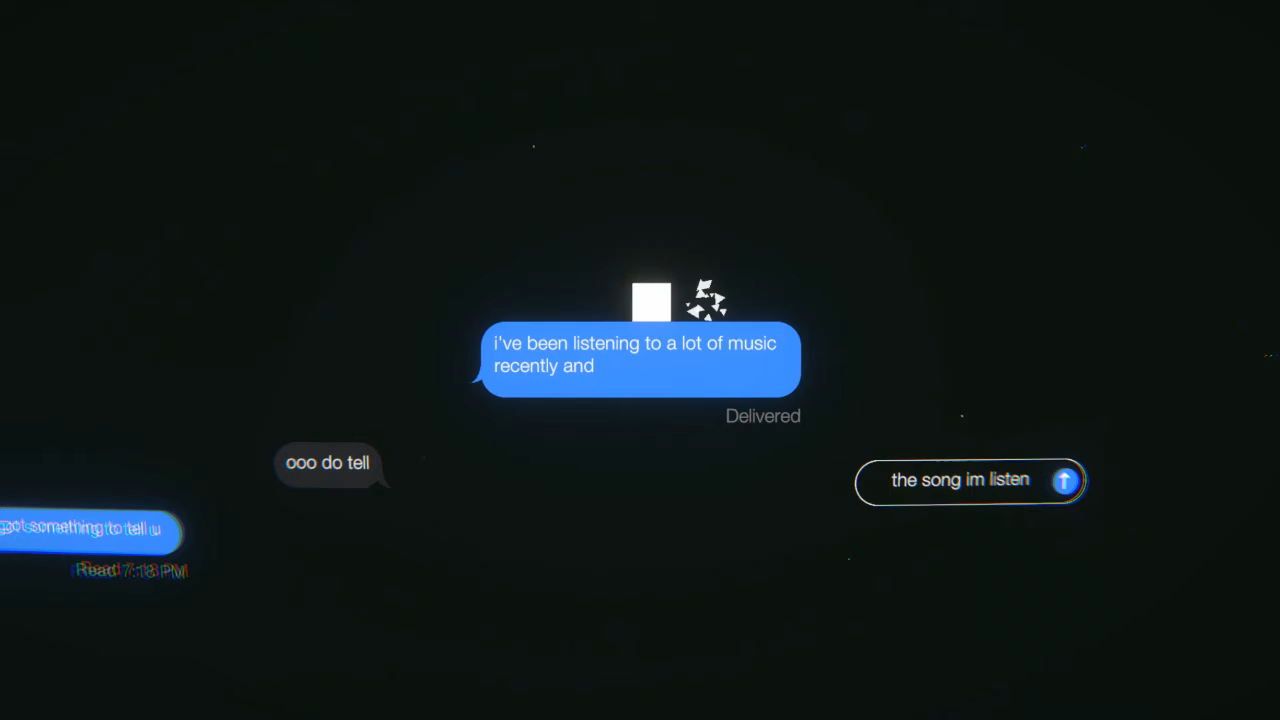 got something to tell u
Read 7:18 PM
ooo do tell
i've been listening to a lot of music
recently and
Delivered
the song im listen